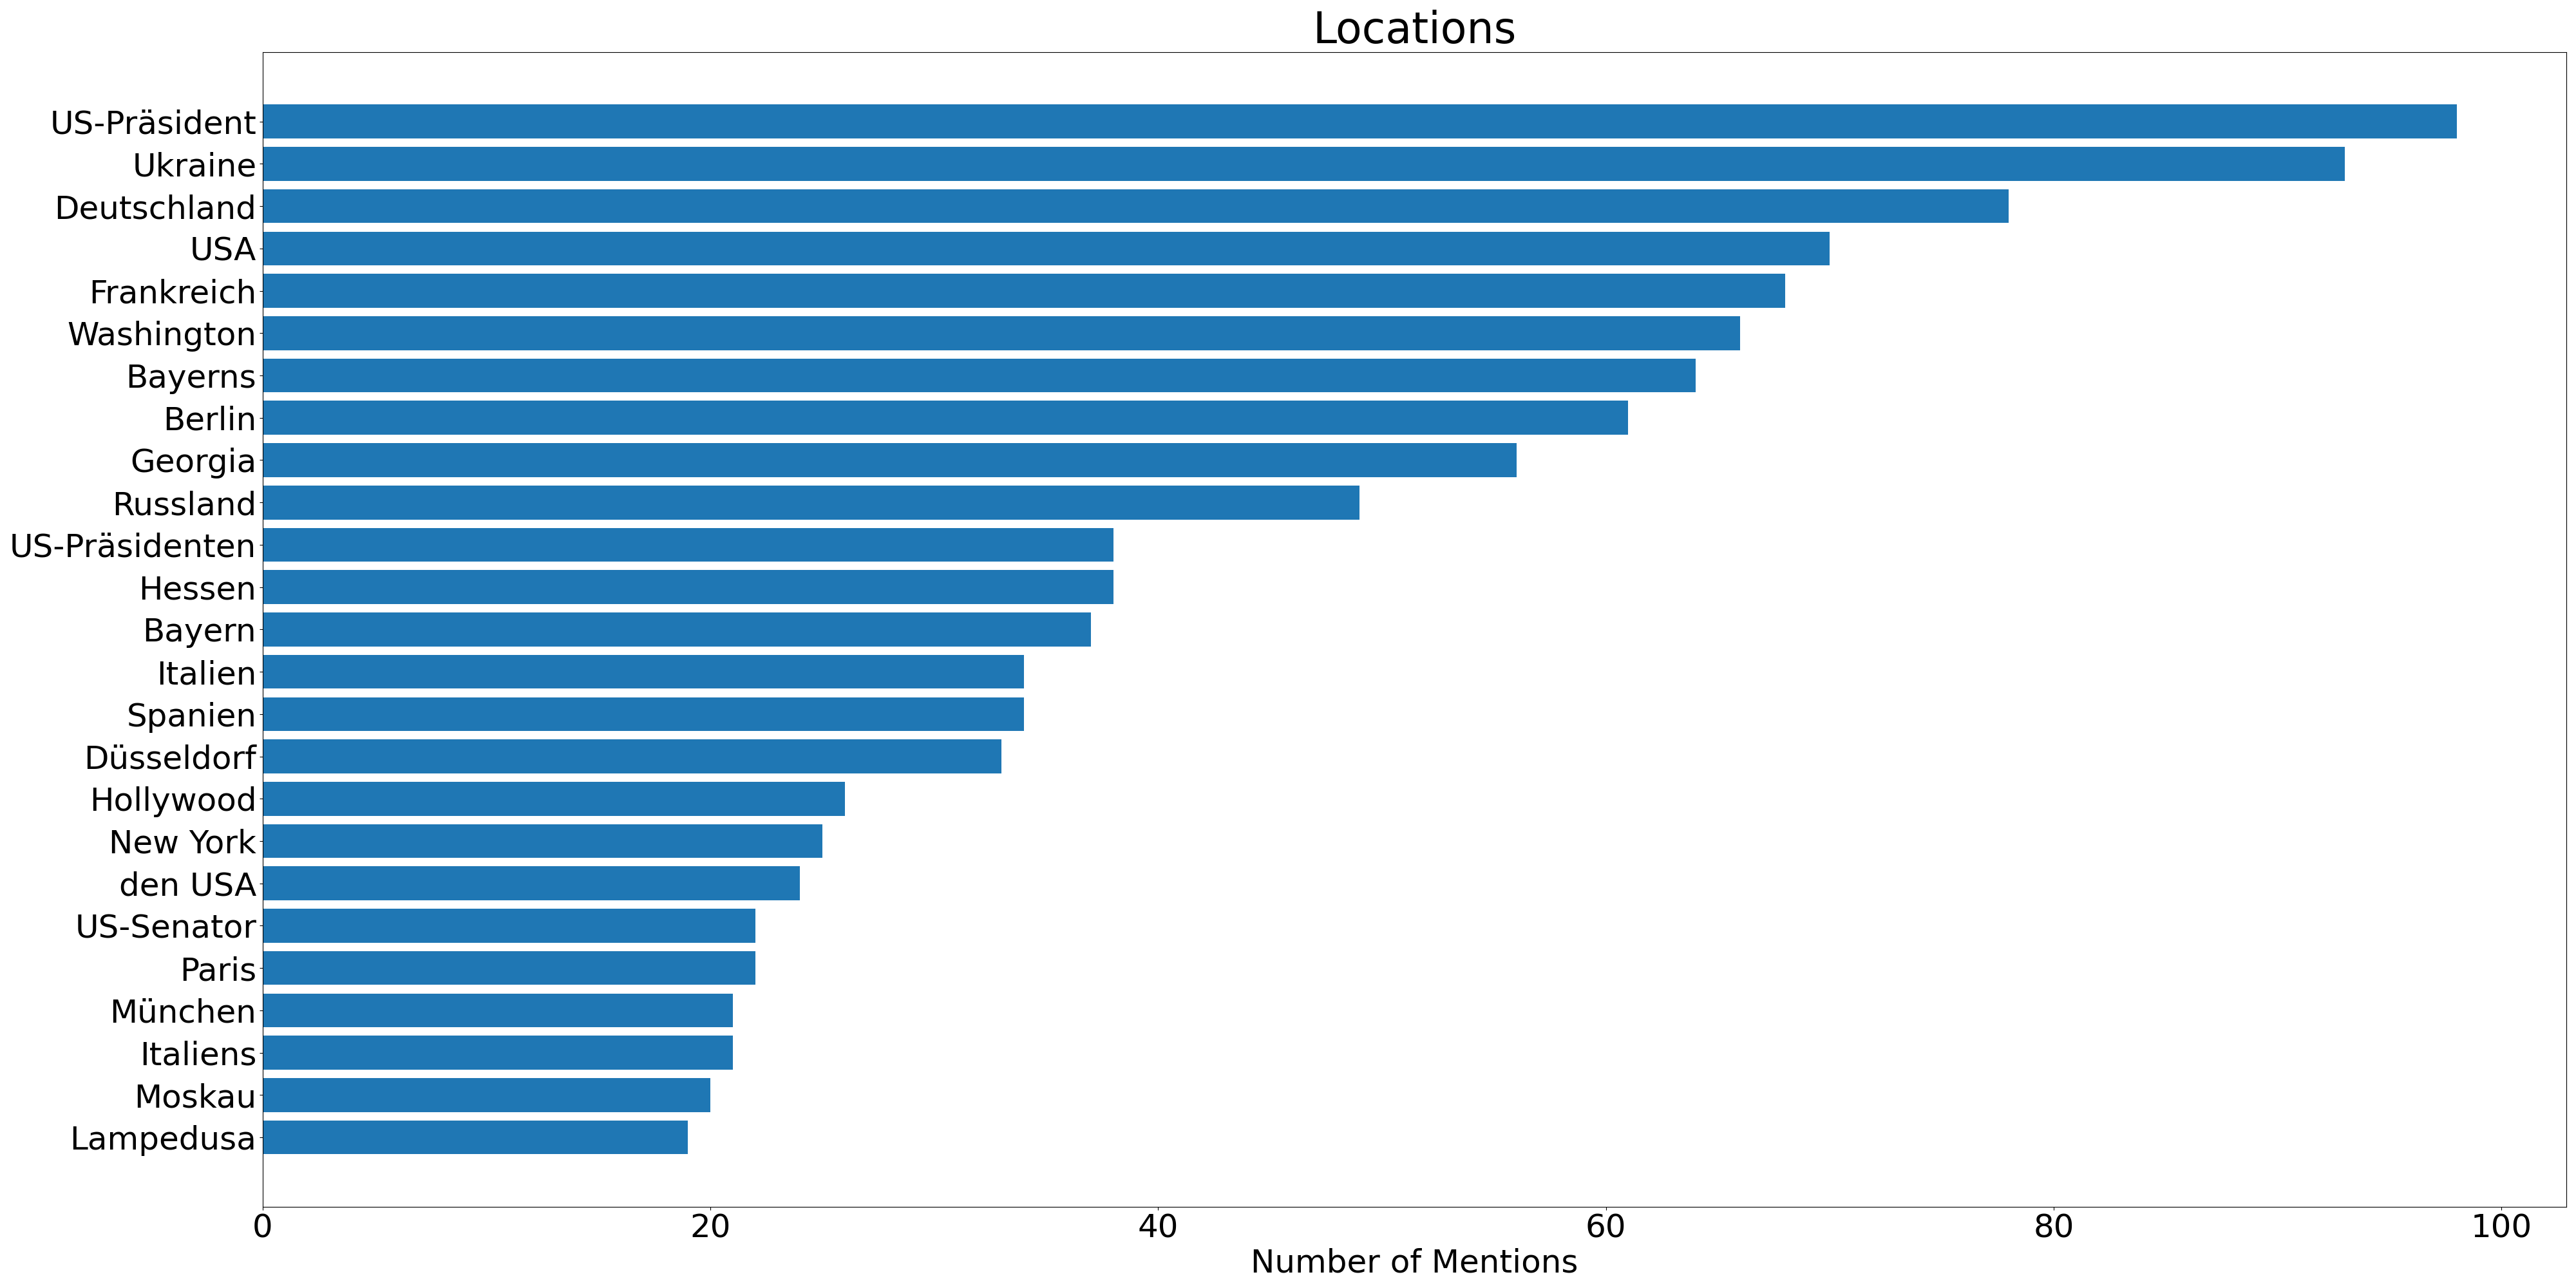 Locations
US-Präsident
Ukraine
Deutschland
USA
Frankreich
Washington
Bayerns
Berlin
Georgia
Russland
US-Präsidenten
Hessen
Bayern
Italien
Spanien
Düsseldorf
Hollywood
New York
den USA
US-Senator
Paris
München
Italiens
Moskau
Lampedusa
0 20 40 60 80 100
Number of Mentions